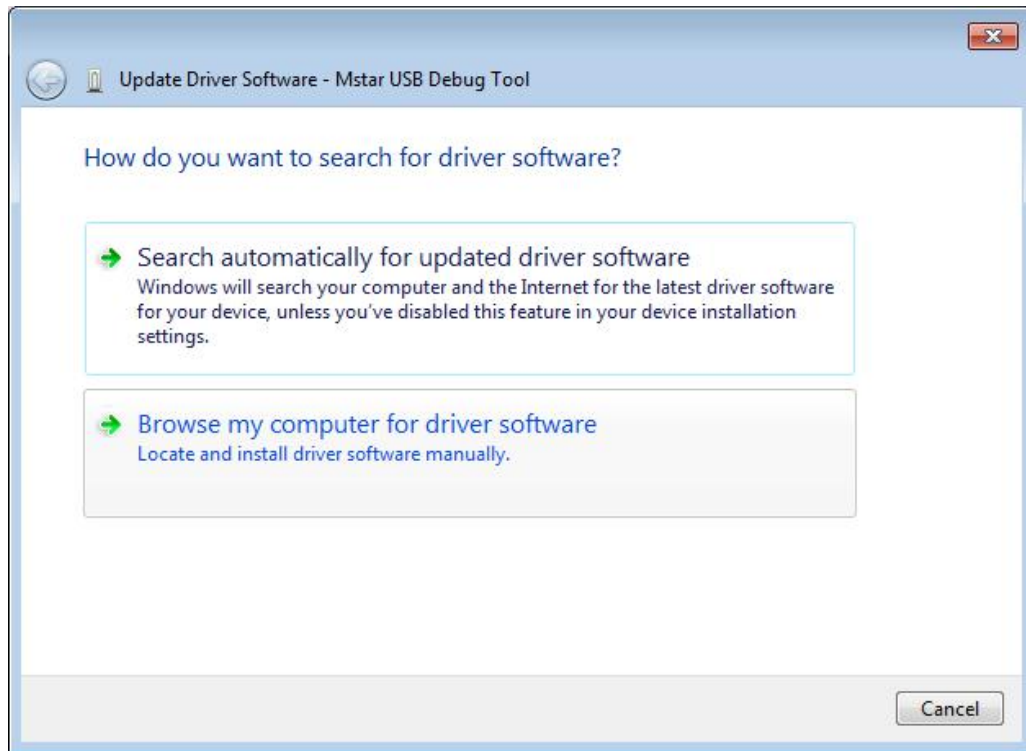 Update Driver Software - Mstar USB Debug Tool
How do you want to search for driver software?
Search automatically for updated driver software
Windows will search your computer and the Internet for the latest driver software
for your device, unless you've disabled this feature in your device installation
settings.
Browse my computer for driver software
Locate and install driver software manually.
Cancel